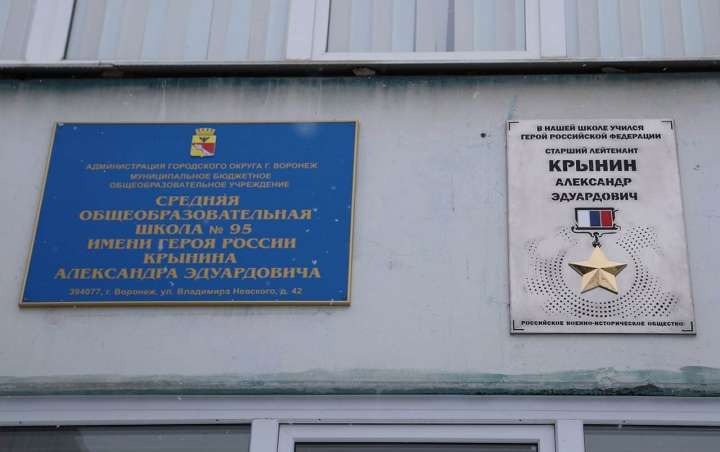 АДМИНИСТРАЦИЯ ГОРОДСКОГО ОКРУГА Г. ВОРОНЕЖ
МУНИЦИПАЛЬНОЕ БЮДЖЕТНОЕ
ОБЩЕОБРАЗОВАТЕЛЬНОЕ УЧРЕЖДЕНИЕ
СРЕДНЯЯ
ОБЩЕОБРАЗОВАТЕЛЬНАЯ
ШКОЛА № 95
ИМЕНИ ГЕРОЯ РОССИИ
КРЫНИНА
АЛЕКСАНДРА ЭДУАРДОВИЧА
394077, г. Воронеж, ул. Владимира Невского, д. 42
В НАШЕЙ ШКОЛЕ УЧИЛСЯ
ГЕРОЙ РОССИЙСКОЙ ФЕДЕРАЦИИ
СТАРШИЙ ЛЕЙТЕНАНТ
КРЫНИН
АЛЕКСАНДР
ЭДУАРДОВИЧ
РОССИЙСКОЕ ВОЕННО-ИСТОРИЧЕСКОЕ ОБЩЕСТВО